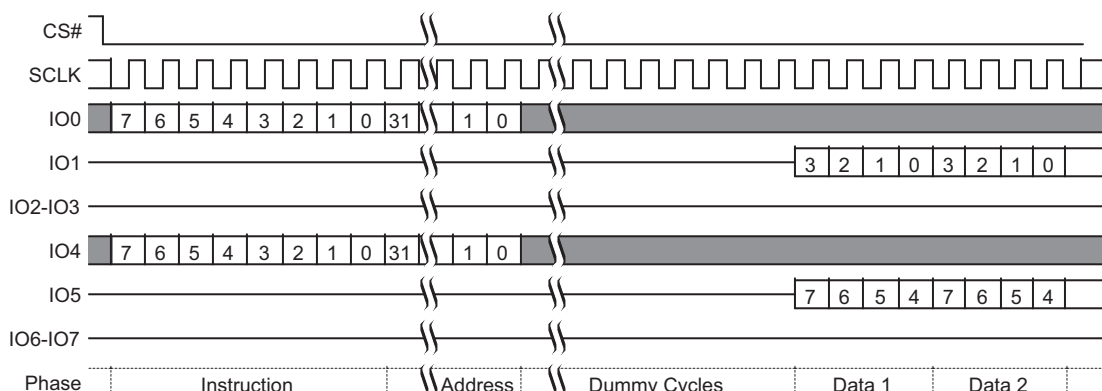 CS#
SCLK
IO0 7 6 5 4 3 2 1 0 31 1 0
IO1 3 2 1 0 3 2 1 0
IO2-IO3
IO4 7 6 5 4 3 2 1 0 31 1 0
IO5 7 6 5 4 7 6 5 4
IO6-IO7
Phase Instruction Address Dummy Cycles Data 1 Data 2